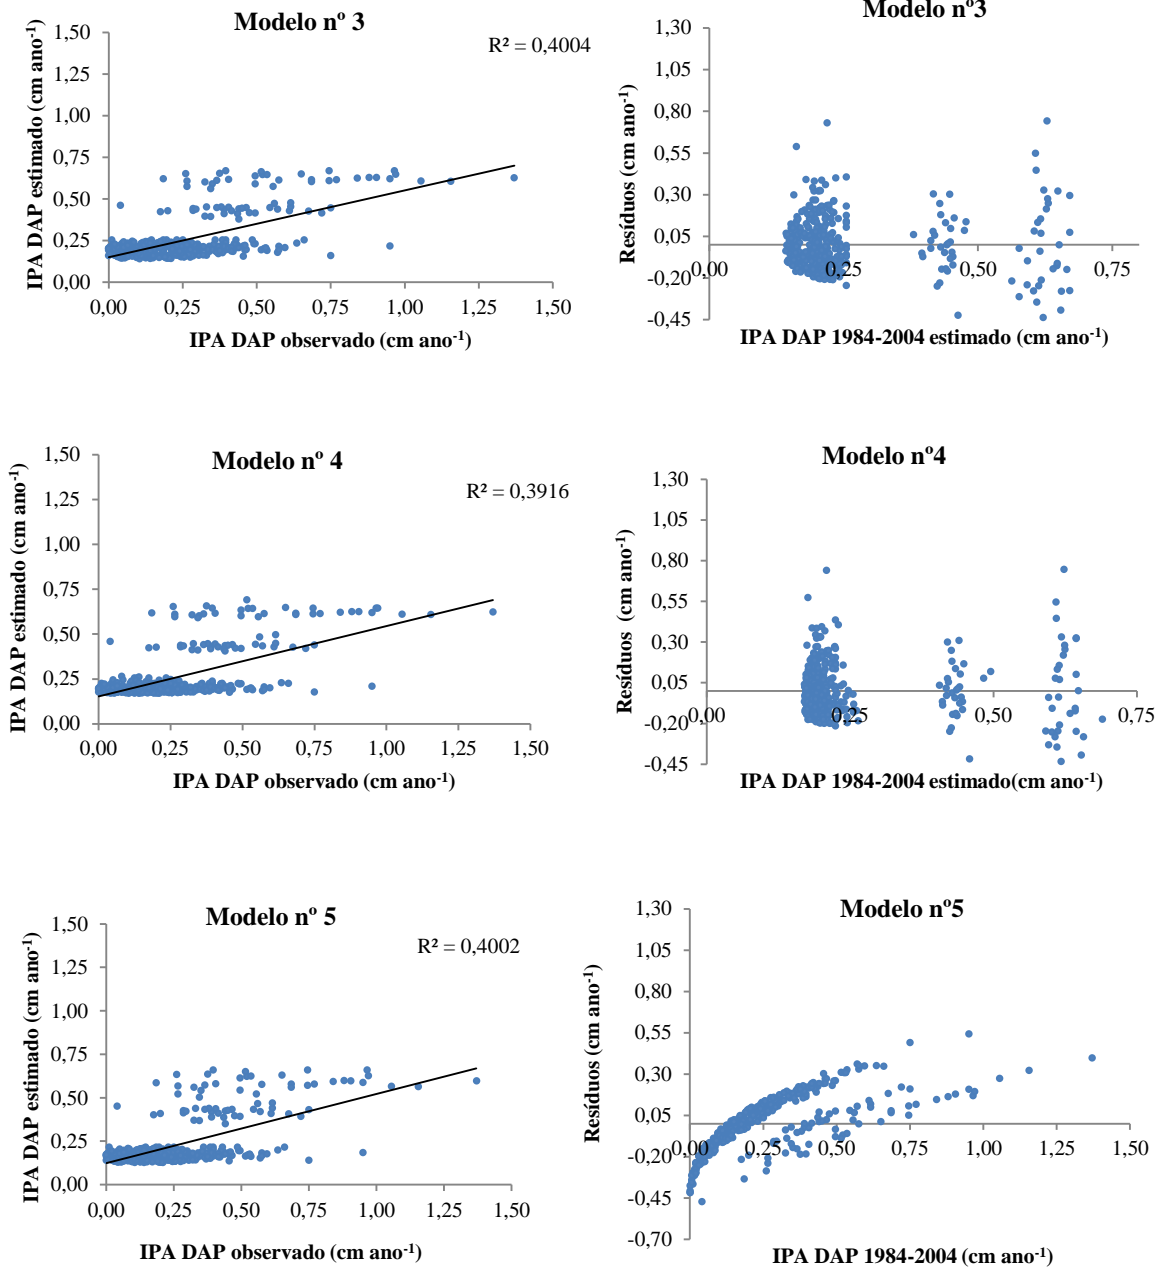 Modelo nº 3
R² = 0,4004
1,50
1,25
1,00
0,75
0,50
0,25
0,00
0,00 0,25 0,50 0,75 1,00 1,25 1,50
IPA DAP estimado (cm ano-1)
IPA DAP observado (cm ano-1)
Modelo nº3
1,30
1,05
0,80
0,55
0,30
0,05
-0,20
-0,45
0,00 0,25 0,50 0,75
Resíduos (cm ano-1)
IPA DAP 1984-2004 estimado (cm ano-1)
Modelo nº 4
R² = 0,3916
1,50
1,25
1,00
0,75
0,50
0,25
0,00
0,00 0,25 0,50 0,75 1,00 1,25 1,50
IPA DAP estimado (cm ano-1)
IPA DAP observado (cm ano-1)
Modelo nº4
1,30
1,05
0,80
0,55
0,30
0,05
-0,20
-0,45
0,00 0,25 0,50 0,75
Resíduos (cm ano-1)
IPA DAP 1984-2004 estimado(cm ano-1)
Modelo nº 5
R² = 0,4002
1,50
1,25
1,00
0,75
0,50
0,25
0,00
0,00 0,25 0,50 0,75 1,00 1,25 1,50
IPA DAP estimado (cm ano-1)
IPA DAP observado (cm ano-1)
Modelo nº5
1,30
1,05
0,80
0,55
0,30
0,05
-0,20
-0,45
-0,70
0,00 0,25 0,50 0,75 1,00 1,25 1,50
Resíduos (cm ano-1)
IPA DAP 1984-2004 (cm ano-1)